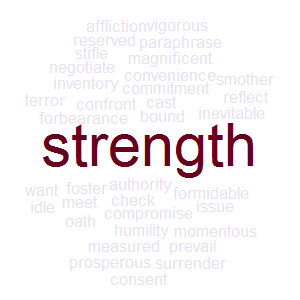 affliction vigorous
reserved paraphrase
stifle magnificent
negotiate convenience smother
inventory commitment
terror confront cast reflect
forbearance bound inevitable
strength
want foster authority formidable
idle meet check issue
oath compromise
humility momentous
measured prevail
prosperous surrender
consent